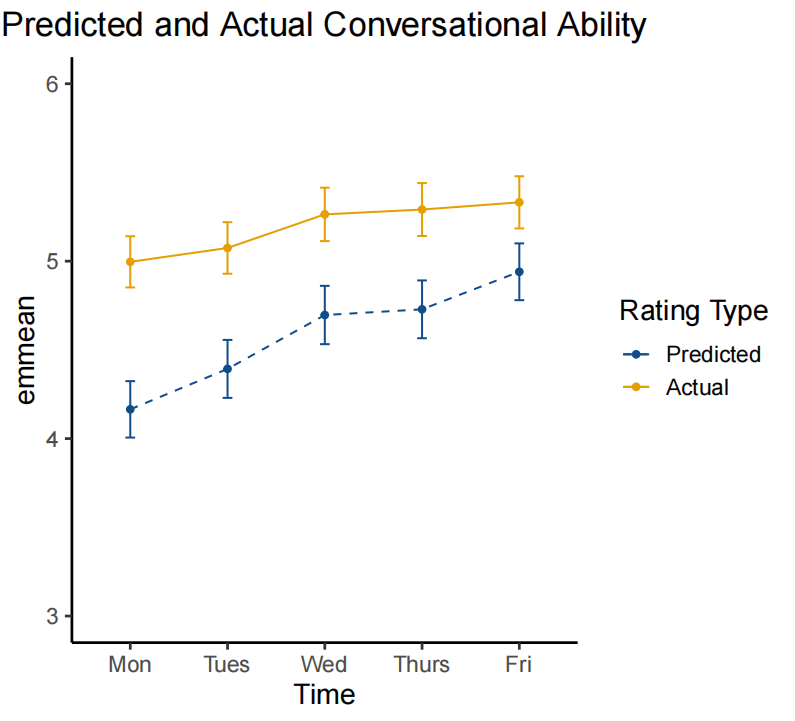 Predicted and Actual Conversational Ability
6
5
4
3
emmean
Mon Tues Wed Thurs Fri
Time
Rating Type
Predicted
Actual